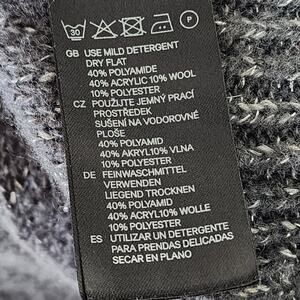 30 P
GB USE MILD DETERGENT
DRY FLAT
40% POLYAMIDE
40% ACRYLIC 10% WOOL
10% POLYESTER
CZ POUŽIJTE JEMNÝ PRACÍ
PROSTŘEDEK
SUŠENÍ NA VODOROVNÉ
PLOŠE
40% POLYAMID
40% AKRYL10% VLNA
10% POLYESTER
DE FEINWASCHMITTEL
VERWENDEN
LIEGEND TROCKNEN
40% POLYAMID
40% ACRYL10% WOLLE
10% POLYESTER
ES UTILIZAR UN DETERGENTE
PARA PRENDAS DELICADAS
SECAR EN PLANO